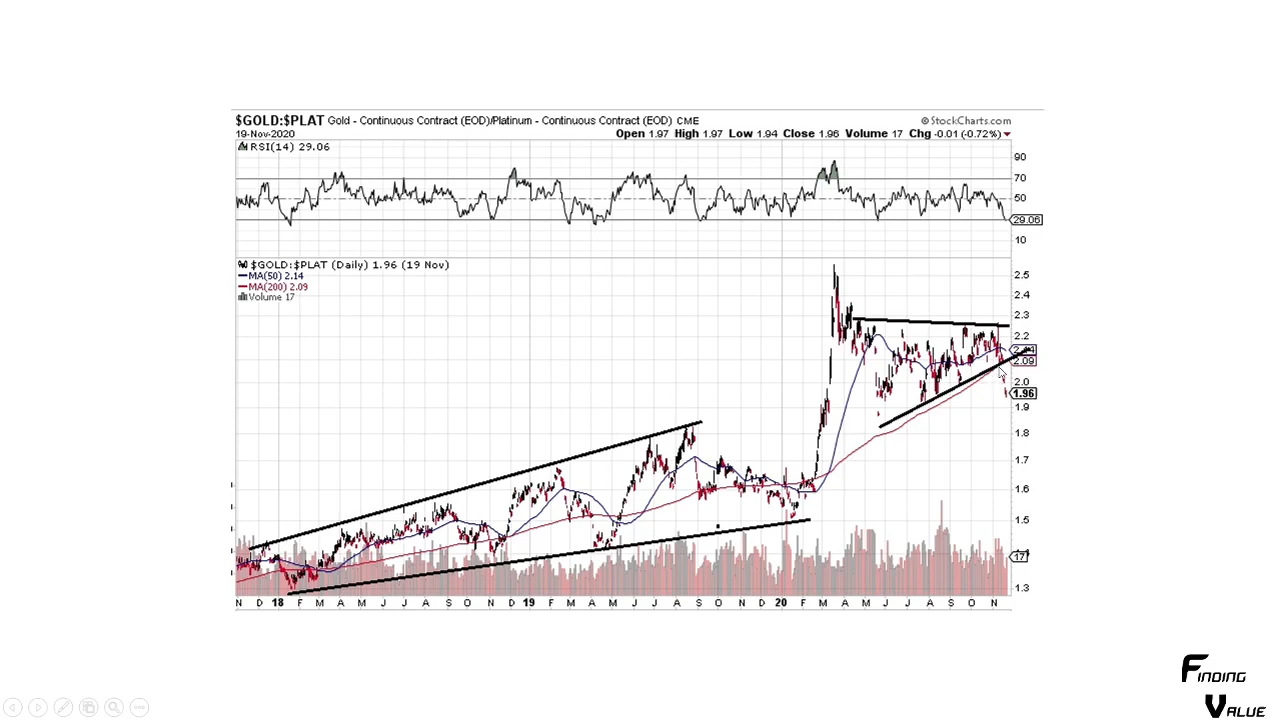 $GOLD:$PLAT Gold - Continuous Contract (EOD)/Platinum - Continuous Contract (EOD) CME
@StockCharts.com
19-Nov-2020
Open 1.97 High 1.97 Low 1.94 Close 1.96 Volume 17 Chg -0.01 (-0.72%)
RSI(14) 29.06
90
70
50
29.06
10
$GOLD:$PLAT (Daily) 1.96 (19 Nov)
MA(50) 2.14
MA(200) 2.09
Volume 17
2.5
2.4
2.3
2.2
2.09
2.0
1.96
1.9
1.8
1.7
1.6
1.5
17
1.3
N D 18 F M A M J J A S O N D 19 F M A M J J A S O N D 20 F M A M J J A S O N
Finding
Value